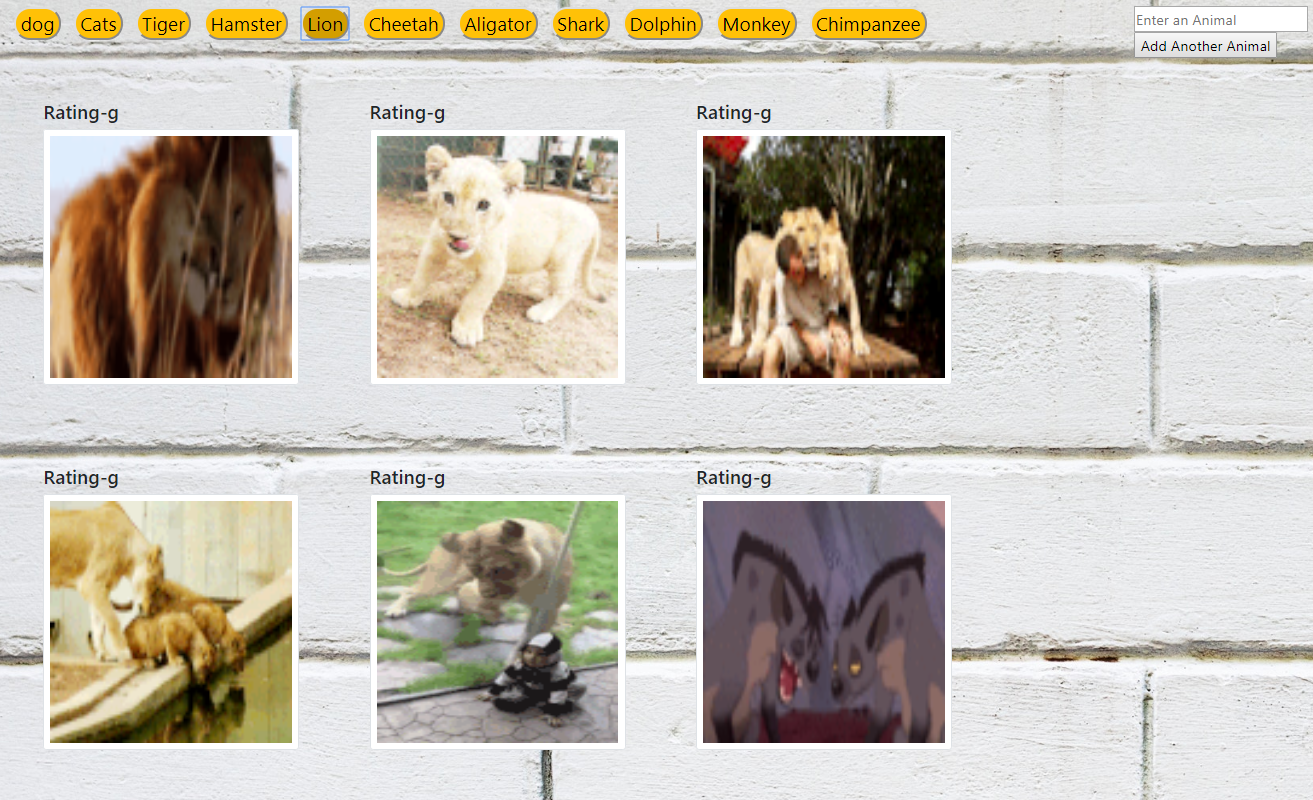 dog Cats Tiger Hamster Lion Cheetah Aligator Shark Dolphin Monkey Chimpanzee Enter an Animal
Add Another Animal
Rating-g Rating-g Rating-g
Rating-g Rating-g Rating-g